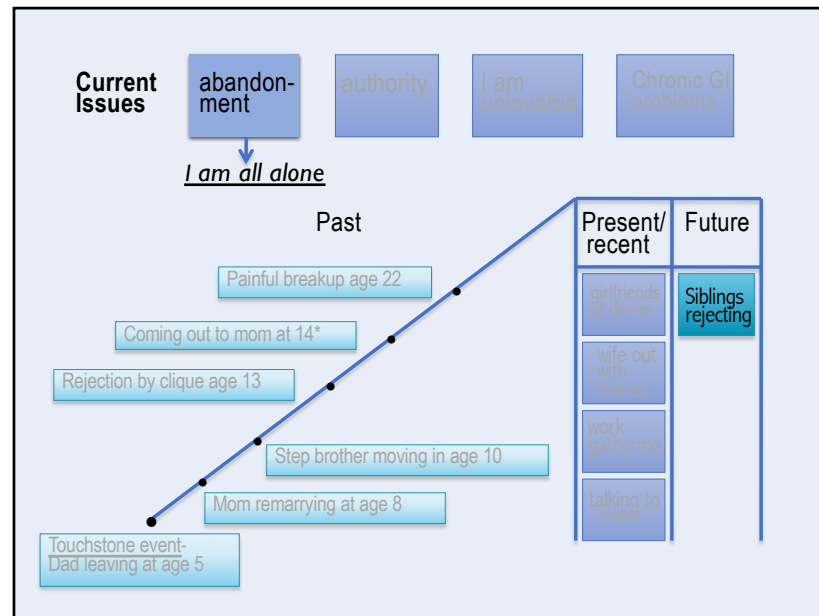 Current
Issues
abandon-
ment
authority
I am
unlovable
Chronic GI
problems
I am all alone
Past
Present/
recent
Future
Painful breakup age 22
Coming out to mom at 14*
Rejection by clique age 13
Step brother moving in age 10
Mom remarrying at age 8
Touchstone event-
Dad leaving at age 5
girlfriends
@ dinner
wife out
with
friends
work
gathering
talking to
Siblings
rejecting